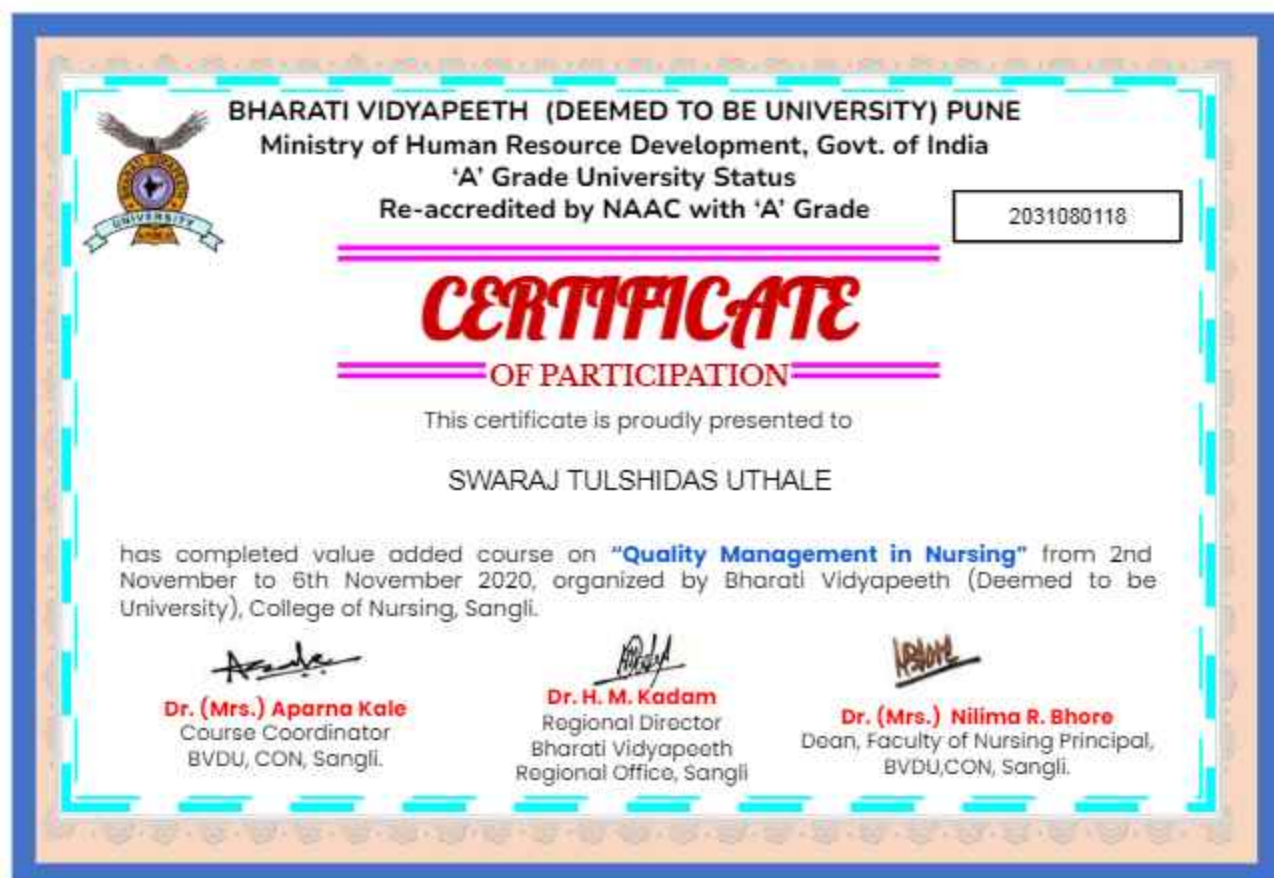 BHARATI VIDYAPEETH (DEEMED TO BE UNIVERSITY) PUNE
Ministry of Human Resource Development, Govt. of India
‘A’ Grade University Status
Re-accredited by NAAC with ‘A’ Grade
2031080118
BHARATI VIDYAPEETH
UNIVERSITY
CERTIFICATE
OF PARTICIPATION
This certificate is proudly presented to
SWARAJ TULSHIDAS UTHALE
has completed value added course on “Quality Management in Nursing” from 2nd
November to 6th November 2020, organized by Bharati Vidyapeeth (Deemed to be
University), College of Nursing, Sangli.
Dr. (Mrs.) Aparna Kale
Course Coordinator
BVDU, CON, Sangli.
Dr. H. M. Kadam
Regional Director
Bharati Vidyapeeth
Regional Office, Sangli
Dr. (Mrs.) Nilima R. Bhore
Dean, Faculty of Nursing Principal,
BVDU,CON, Sangli.